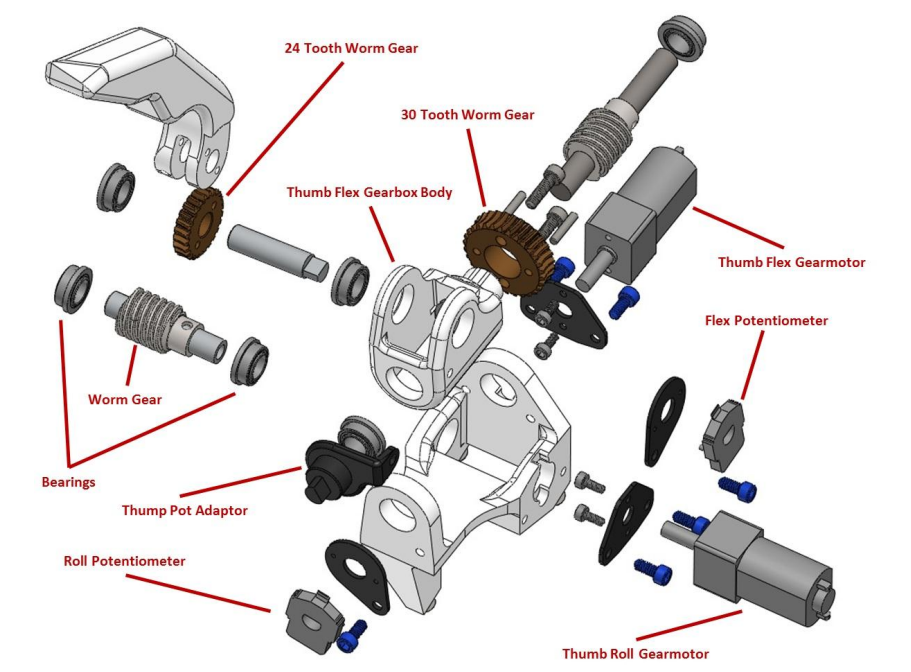 24 Tooth Worm Gear
30 Tooth Worm Gear
Thumb Flex Gearbox Body
Thumb Flex Gearmotor
Flex Potentiometer
Worm Gear
Bearings
Thump Pot Adaptor
Roll Potentiometer
Thumb Roll Gearmotor